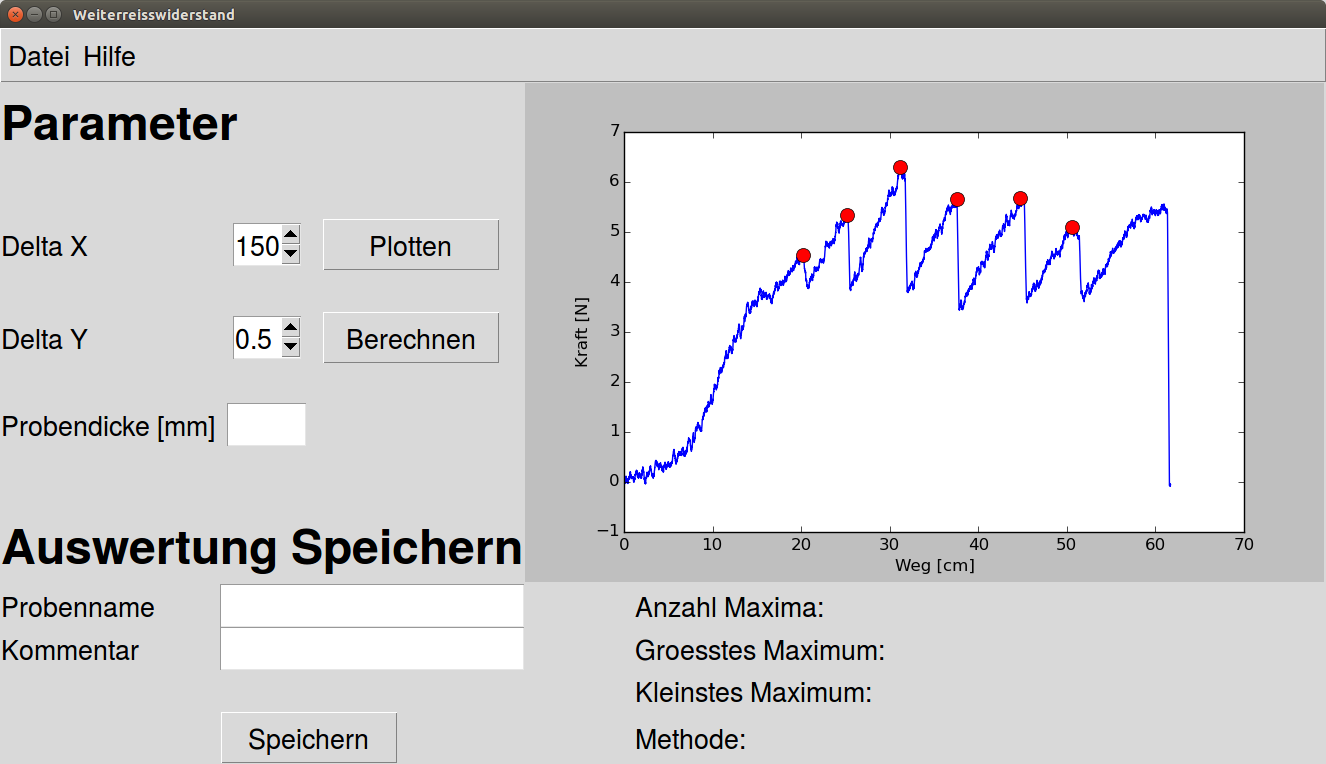 Weiterreisswiderstand
Datei Hilfe
Parameter
Delta X 150 Plotten
Delta Y 0.5 Berechnen
Probendicke [mm]
Auswertung Speichern
Probenname
Kommentar
Speichern
7
6
5
4
3
2
1
0
−1
Kraft [N]
0 10 20 30 40 50 60 70
Weg [cm]
Anzahl Maxima:
Groesstes Maximum:
Kleinstes Maximum:
Methode: